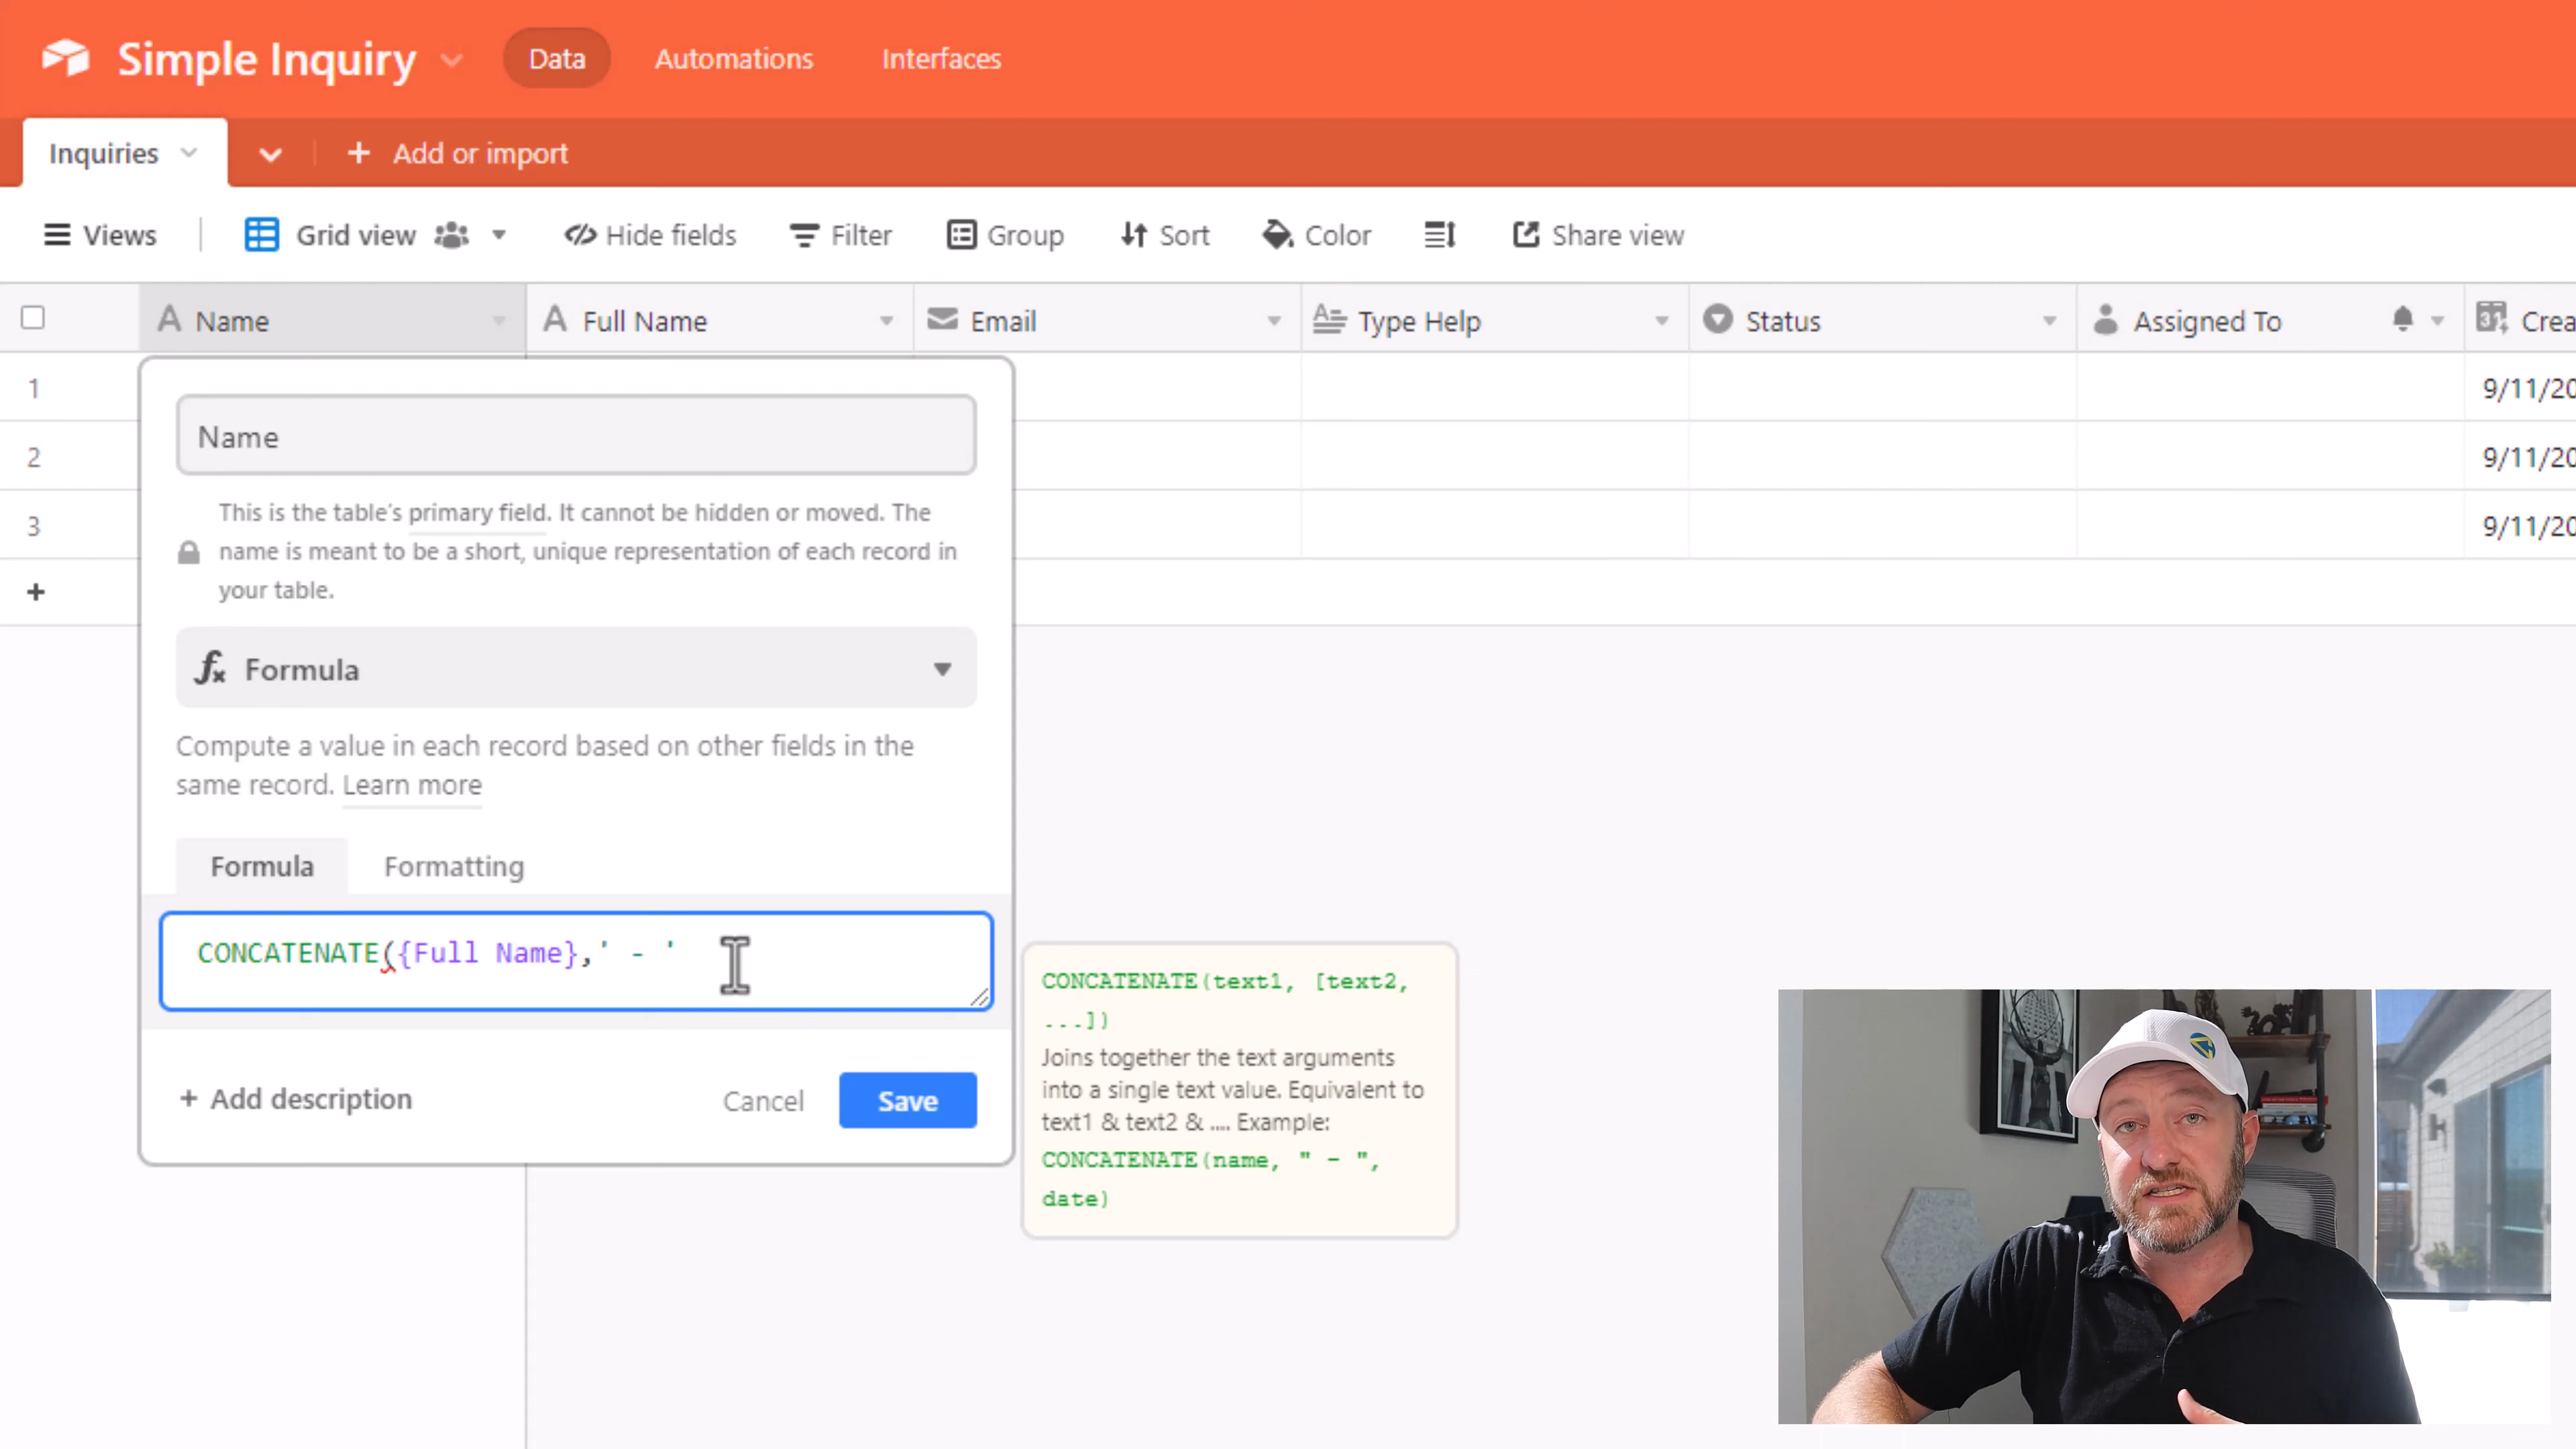 Simple Inquiry Data Automations Interfaces
Inquiries + Add or import
Views Grid view Hide fields Filter Group Sort Color Share view
A Name A Full Name Email A Type Help Status Assigned To 31 Crea
1 9/11/20
2 9/11/20
3 9/11/20
+
Name
This is the table's primary field. It cannot be hidden or moved. The
name is meant to be a short, unique representation of each record in
your table.
fx Formula
Compute a value in each record based on other fields in the
same record. Learn more
Formula Formatting
CONCATENATE({Full Name},' - '
+ Add description Cancel Save
CONCATENATE(text1, [text2,
...])
Joins together the text arguments
into a single text value. Equivalent to
text1 & text2 & .... Example:
CONCATENATE(name, " - ",
date)